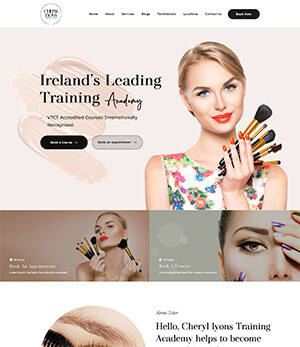 CHERYL
LYONS
Home
About
Services
Blogs
Testimonials
Locations
Contact Us
Book Now
Ireland's Leading
Training Academy
VTCT Accredited Courses Internationally
Recognised.
Book a Course
Book an Appointment
Book An Appointment
Book A Course
About Tutor
Hello, Cheryl lyons Training
Academy helps to become